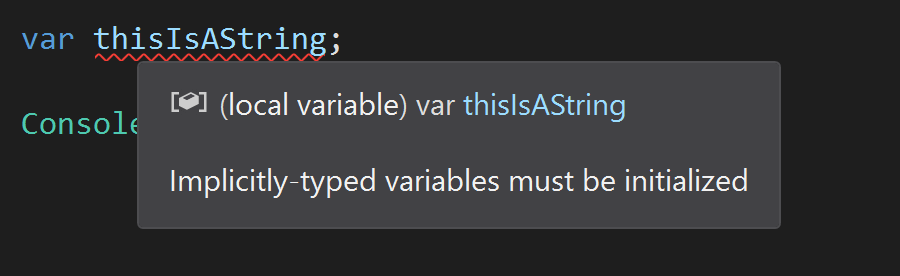 var thisIsAString;
(local variable) var thisIsAString
Console
Implicitly-typed variables must be initialized